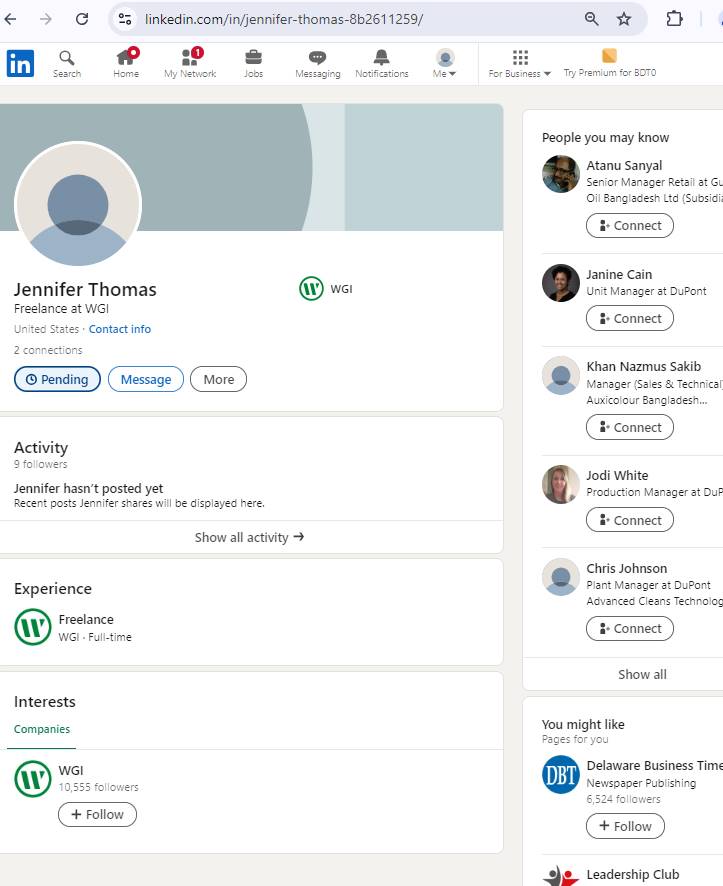 linkedin.com/in/jennifer-thomas-8b2611259/
in
Search
Home
1
My Network
Jobs
Messaging
Notifications
Me
For Business
Try Premium for BDT0
Jennifer Thomas
WGI
Freelance at WGI
United States · Contact info
2 connections
Pending
Message
More
Activity
9 followers
Jennifer hasn't posted yet
Recent posts Jennifer shares will be displayed here.
Show all activity →
Experience
Freelance
WGI · Full-time
Interests
Companies
WGI
10,555 followers
+ Follow
People you may know
Atanu Sanyal
Senior Manager Retail at Gu
Oil Bangladesh Ltd (Subsidia
Connect
Janine Cain
Unit Manager at DuPont
Connect
Khan Nazmus Sakib
Manager (Sales & Technical)
Auxicolour Bangladesh...
Connect
Jodi White
Production Manager at DuP
Connect
Chris Johnson
Plant Manager at DuPont
Advanced Cleans Technolog
Connect
Show all
You might like
Pages for you
DBT
Delaware Business Time
Newspaper Publishing
6,524 followers
+ Follow
Leadership Club